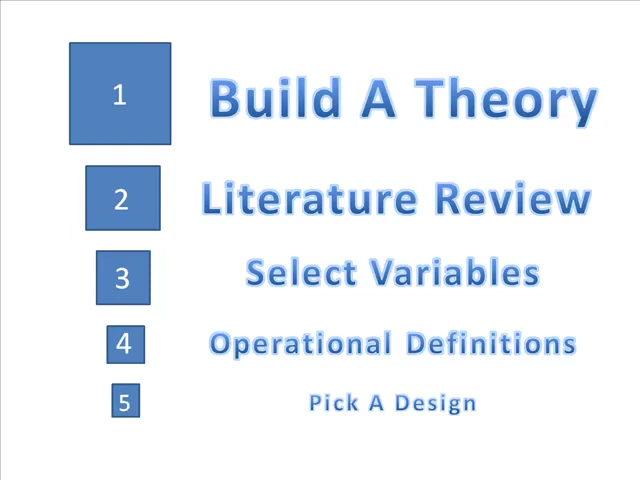 1 Build A Theory
2 Literature Review
3 Select Variables
4 Operational Definitions
5 Pick A Design